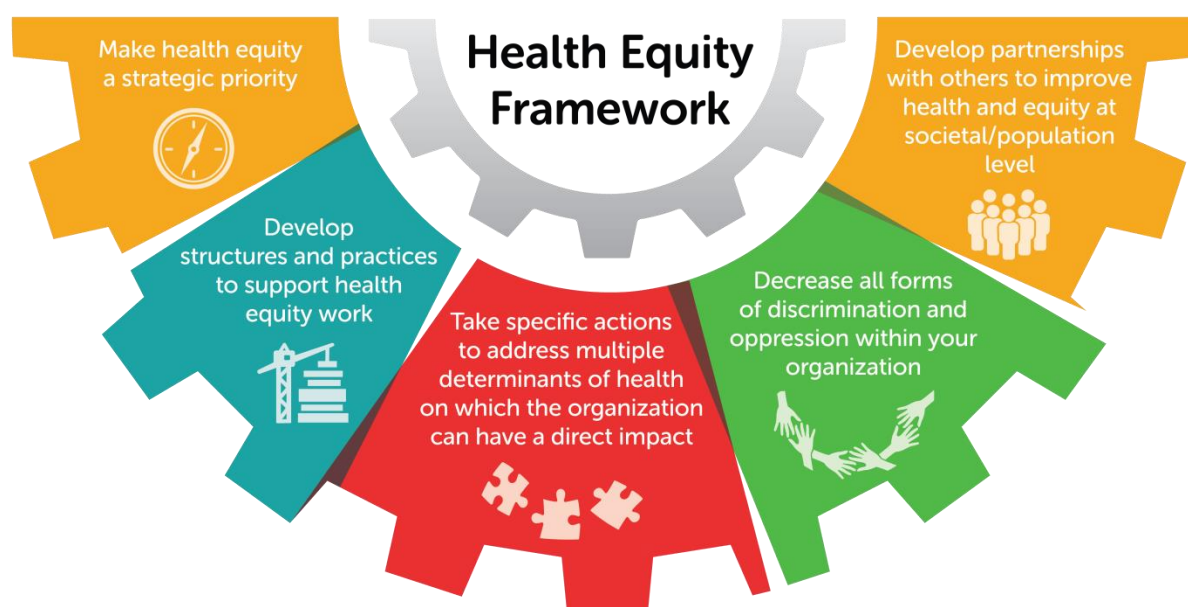 Health Equity
Framework
Make health equity
a strategic priority
Develop
structures and practices
to support health
equity work
Take specific actions
to address multiple
determinants of health
on which the organization
can have a direct impact
Decrease all forms
of discrimination and
oppression within your
organization
Develop partnerships
with others to improve
health and equity at
societal/population
level